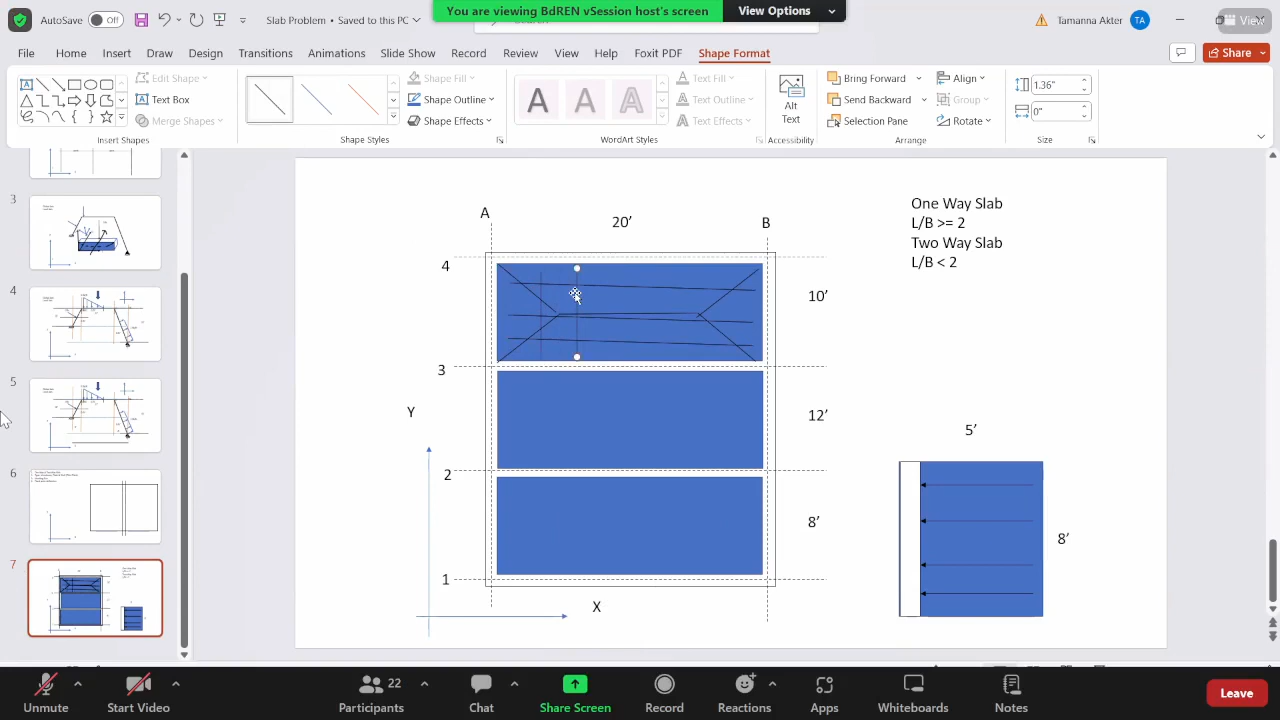 You are viewing BdREN vSession host's screen
View Options
AutoSave
Off
Slab Problem • Saved to this PC
Tamanna Akter
TA
View
File
Home
Insert
Draw
Design
Transitions
Animations
Slide Show
Record
Review
View
Help
Foxit PDF
Shape Format
Share
Edit Shape
Text Box
Merge Shapes
Insert Shapes
Shape Fill
Shape Outline
Shape Effects
Shape Styles
A
A
A
Text Fill
Text Outline
Text Effects
WordArt Styles
Alt
Text
Accessibility
Bring Forward
Send Backward
Selection Pane
Align
Group
Rotate
Arrange
1.36"
0"
Size
3
4
5
6
7
A
20'
B
One Way Slab
L/B >= 2
Two Way Slab
L/B < 2
4
10'
3
Y
12'
5'
2
8'
8'
1
X
Unmute
Start Video
22
Participants
Chat
Share Screen
Record
Reactions
Apps
Whiteboards
Notes
Leave